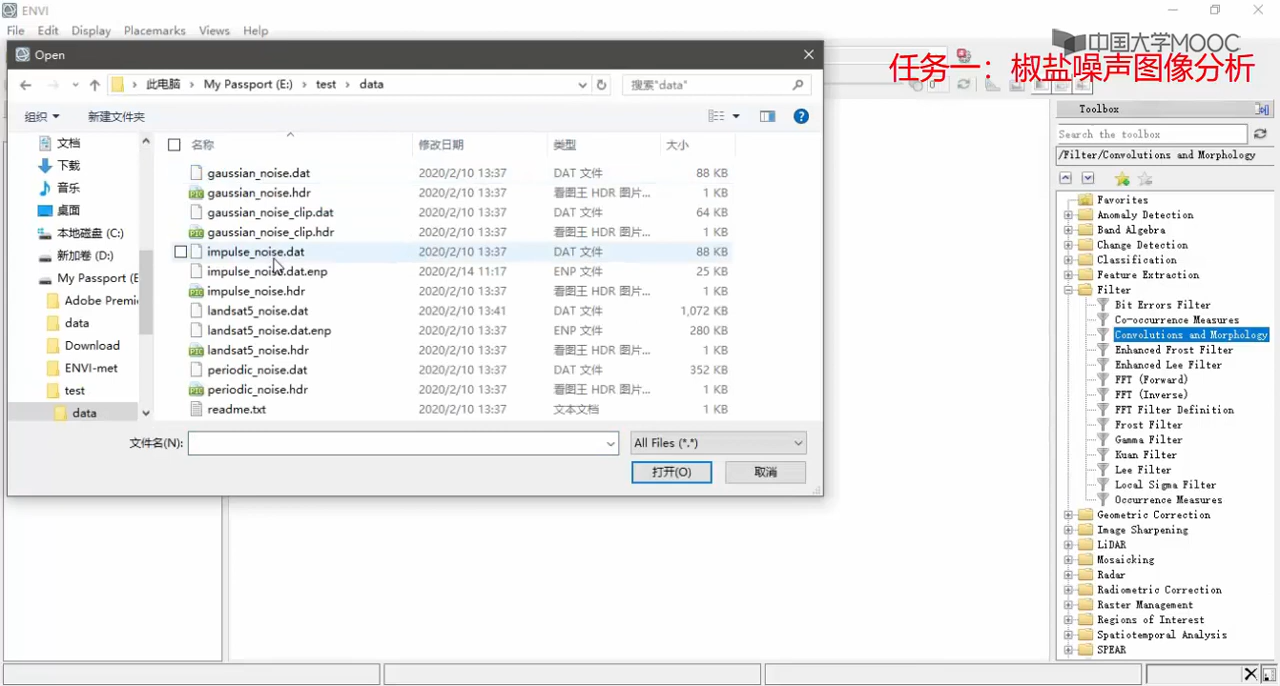 ENVI
File Edit Display Placemarks Views Help
中国大学MOOC
任务一：椒盐噪声图像分析
Open
此电脑 > My Passport (E:) > test > data
搜索"data"
组织 新建文件夹
名称 修改日期 类型 大小
文档
下载
音乐
桌面
本地磁盘 (C:)
新加卷 (D:)
My Passport (E
Adobe Premi
data
Download
ENVI-met
test
data
gaussian_noise.dat 2020/2/10 13:37 DAT 文件 88 KB
gaussian_noise.hdr 2020/2/10 13:37 看图王 HDR 图片... 1 KB
gaussian_noise_clip.dat 2020/2/10 13:37 DAT 文件 64 KB
gaussian_noise_clip.hdr 2020/2/10 13:37 看图王 HDR 图片... 1 KB
impulse_noise.dat 2020/2/10 13:37 DAT 文件 88 KB
impulse_noise.dat.enp 2020/2/14 11:17 ENP 文件 25 KB
impulse_noise.hdr 2020/2/10 13:37 看图王 HDR 图片... 1 KB
landsat5_noise.dat 2020/2/10 13:41 DAT 文件 1,072 KB
landsat5_noise.dat.enp 2020/2/10 13:37 ENP 文件 280 KB
landsat5_noise.hdr 2020/2/10 13:37 看图王 HDR 图片... 1 KB
periodic_noise.dat 2020/2/10 13:37 DAT 文件 352 KB
periodic_noise.hdr 2020/2/10 13:37 看图王 HDR 图片... 1 KB
readme.txt 2020/2/10 13:37 文本文档 1 KB
文件名(N): All Files (*.*)
打开(O) 取消
Toolbox
Search the toolbox
/Filter/Convolutions and Morphology
Favorites
Anomaly Detection
Band Algebra
Change Detection
Classification
Feature Extraction
Filter
Bit Errors Filter
Co-occurrence Measures
Convolutions and Morphology
Enhanced Frost Filter
Enhanced Lee Filter
FFT (Forward)
FFT (Inverse)
FFT Filter Definition
Frost Filter
Gamma Filter
Kuan Filter
Lee Filter
Local Sigma Filter
Occurrence Measures
Geometric Correction
Image Sharpening
LiDAR
Mosaicking
Radar
Radiometric Correction
Raster Management
Regions of Interest
Spatiotemporal Analysis
SPEAR